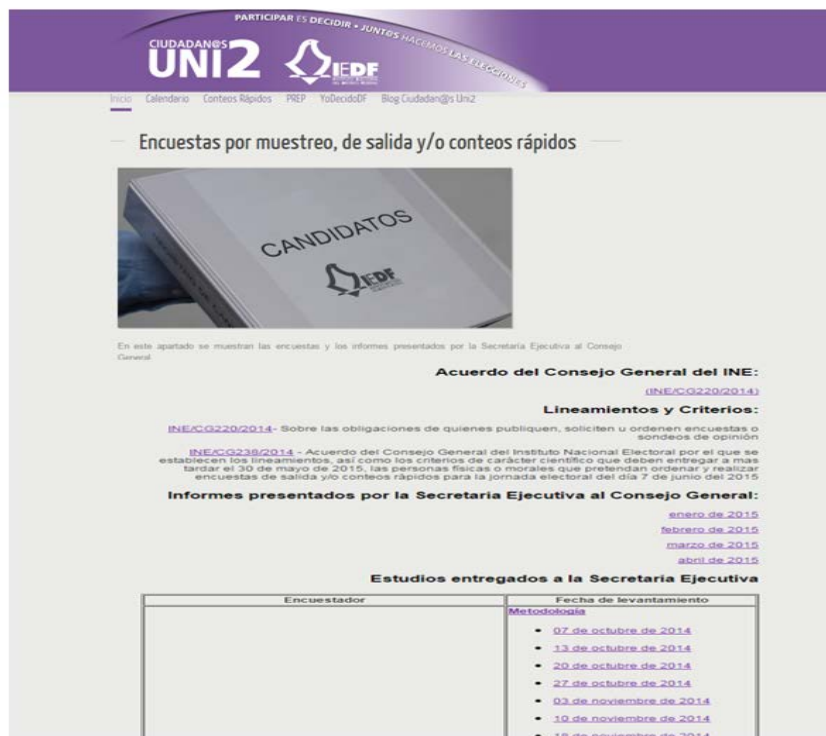 PARTICIPAR ES DECIDIR • JUNT@S HACEMOS LAS ELECCIONES
CIUDADAN@S
UNI2
IEDF
Inicio Calendario Conteos Rápidos PREP YoDecidoDF Blog Ciudadan@s Uni2
Encuestas por muestreo, de salida y/o conteos rápidos
CANDIDATOS
IEDF
En este apartado se muestran las encuestas y los informes presentados por la Secretaría Ejecutiva al Consejo
General
Acuerdo del Consejo General del INE:
(INE/CG220/2014)
Lineamientos y Criterios:
INE/CG220/2014- Sobre las obligaciones de quienes publiquen, soliciten u ordenen encuestas o
sondeos de opinión
INE/CG238/2014 - Acuerdo del Consejo General del Instituto Nacional Electoral por el que se
establecen los lineamientos, así como los criterios de carácter científico que deben entregar a mas
tardar el 30 de mayo de 2015, las personas físicas o morales que pretendan ordenar y realizar
encuestas de salida y/o conteos rápidos para la jornada electoral del día 7 de junio del 2015
Informes presentados por la Secretaría Ejecutiva al Consejo General:
enero de 2015
febrero de 2015
marzo de 2015
abril de 2015
Estudios entregados a la Secretaría Ejecutiva
Encuestador Fecha de levantamiento
Metodología
07 de octubre de 2014
13 de octubre de 2014
20 de octubre de 2014
27 de octubre de 2014
03 de noviembre de 2014
10 de noviembre de 2014
de noviembre de 2014